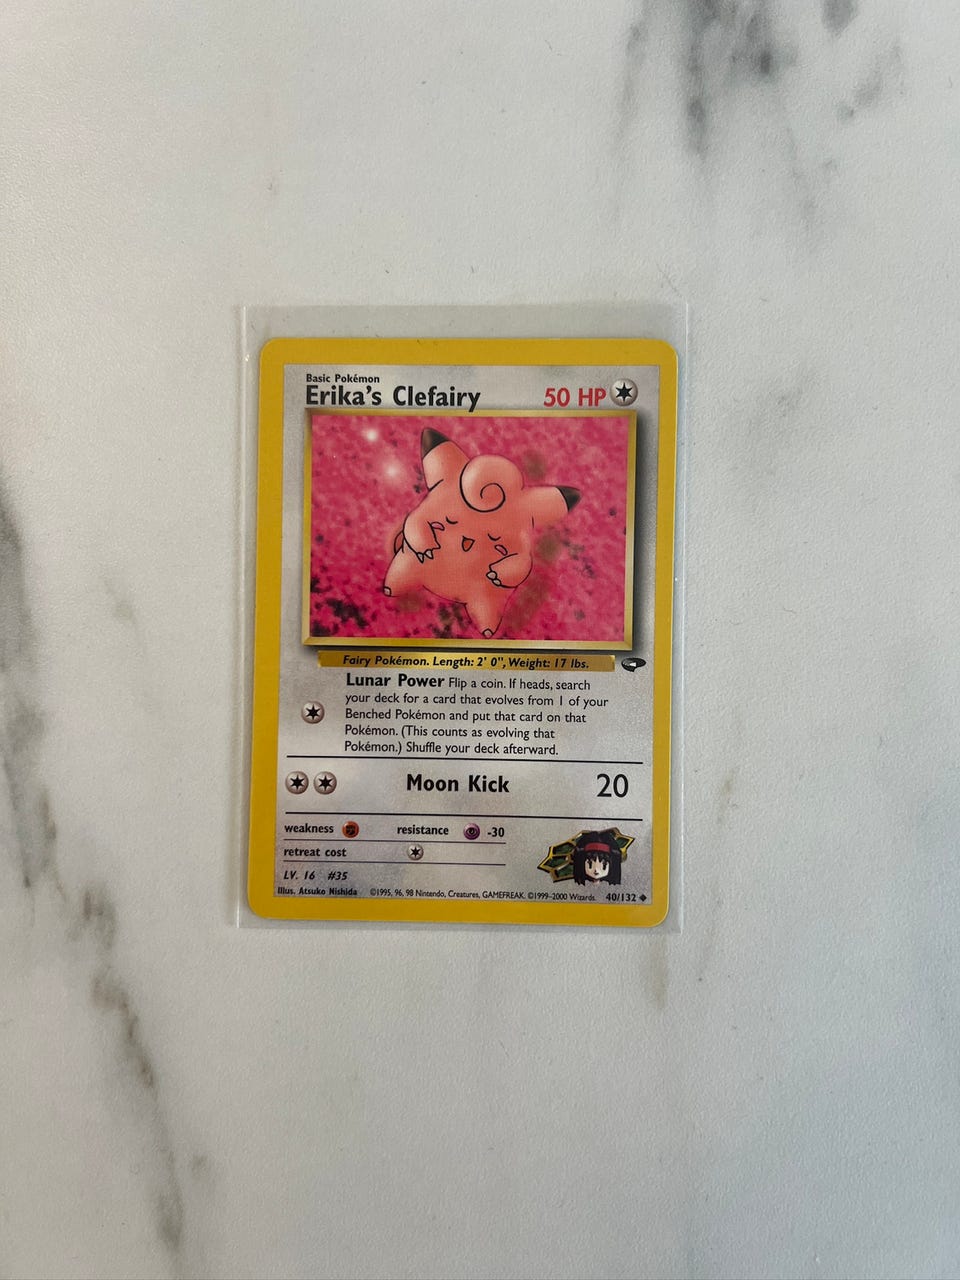 Basic Pokémon
Erika's Clefairy 50 HP
Fairy Pokémon. Length: 2' 0", Weight: 17 lbs.
Lunar Power Flip a coin. If heads, search
your deck for a card that evolves from 1 of your
Benched Pokémon and put that card on that
Pokémon. (This counts as evolving that
Pokémon.) Shuffle your deck afterward.
Moon Kick 20
weakness resistance -30
retreat cost
LV. 16 #35
Illus. Atsuko Nishida ©1995, 96, 98 Nintendo, Creatures, GAMEFREAK. ©1999-2000 Wizards. 40/132